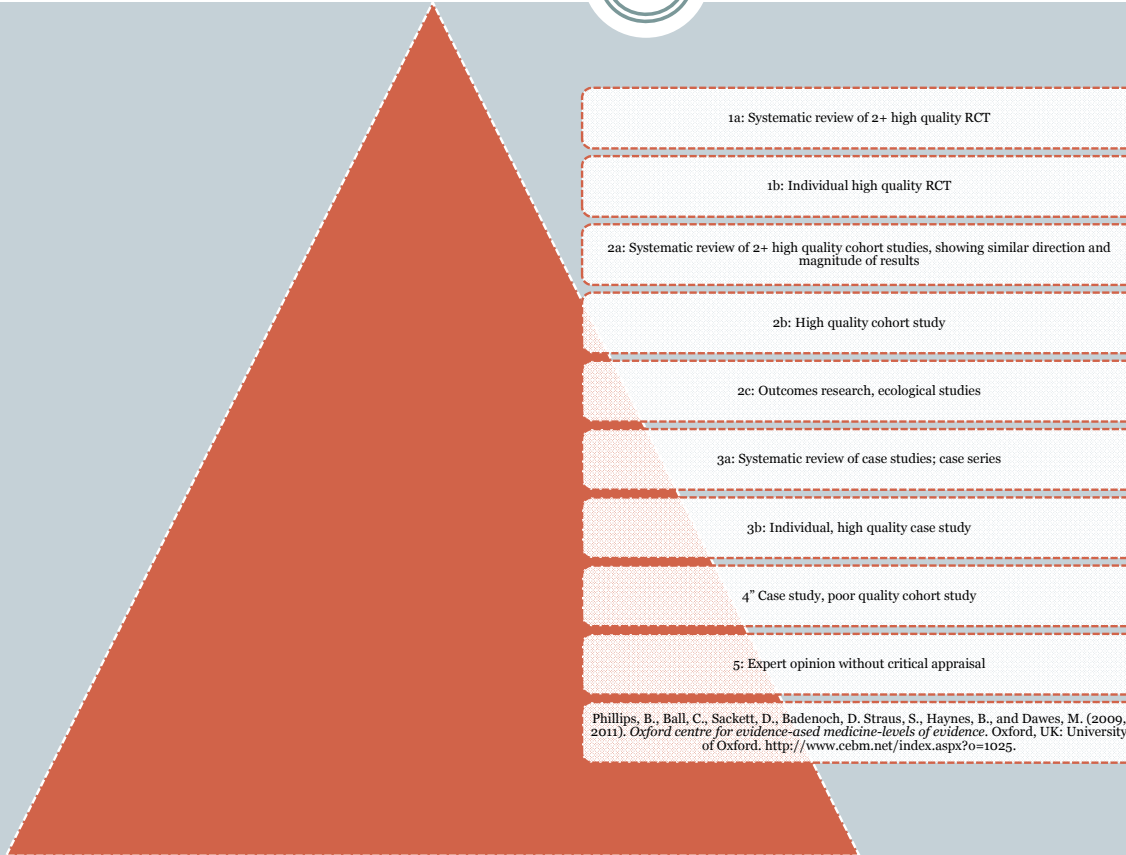 1a: Systematic review of 2+ high quality RCT
1b: Individual high quality RCT
2a: Systematic review of 2+ high quality cohort studies, showing similar direction and
magnitude of results
2b: High quality cohort study
2c: Outcomes research, ecological studies
3a: Systematic review of case studies; case series
3b: Individual, high quality case study
4” Case study, poor quality cohort study
5: Expert opinion without critical appraisal
Phillips, B., Ball, C., Sackett, D., Badenoch, D. Straus, S., Haynes, B., and Dawes, M. (2009,
2011). Oxford centre for evidence-ased medicine-levels of evidence. Oxford, UK: University
of Oxford. http://www.cebm.net/index.aspx?o=1025.